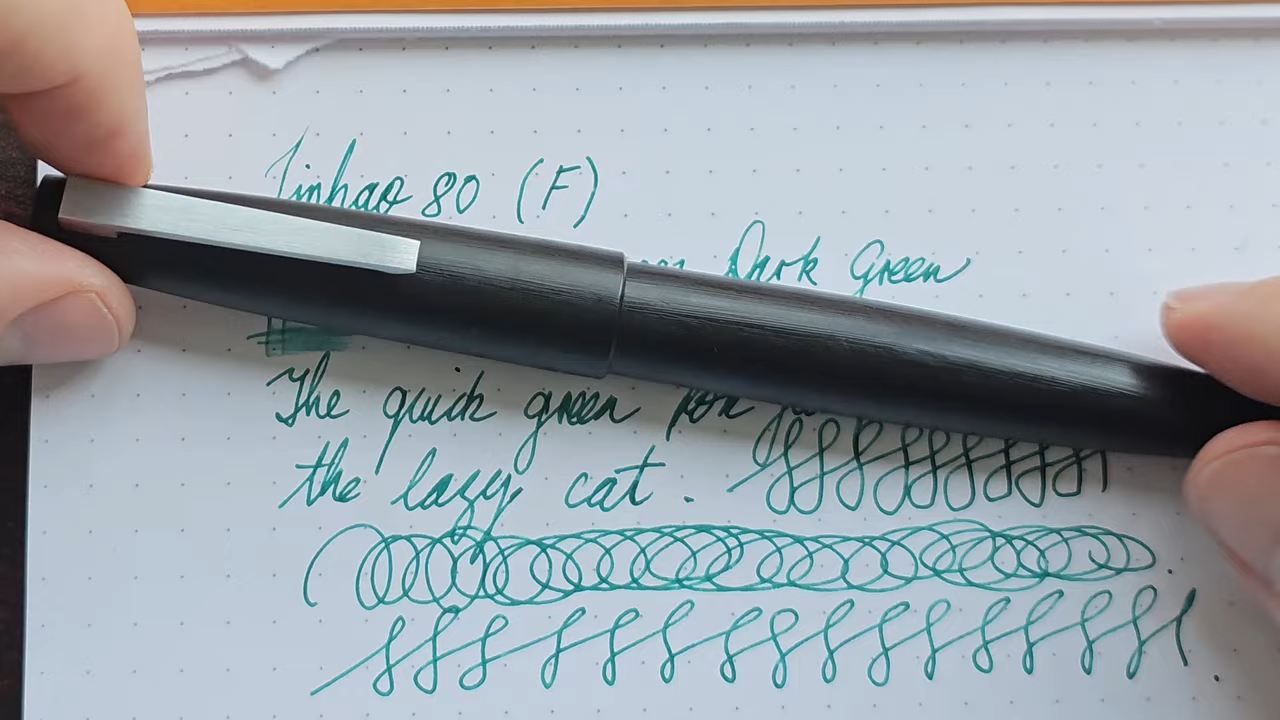 Jinhao 80 (F)
Dark Green
The quick green fox
the lazy cat.